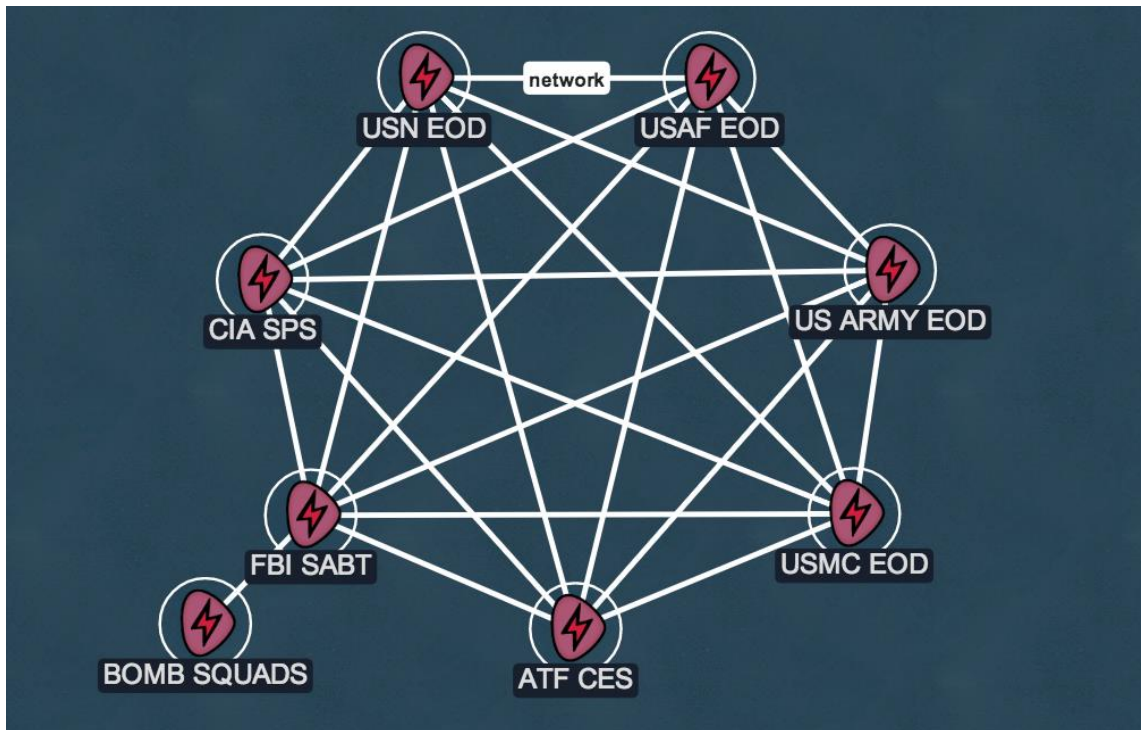 network
USN EOD
USAF EOD
CIA SPS
US ARMY EOD
FBI SABT
USMC EOD
BOMB SQUADS
ATF CES